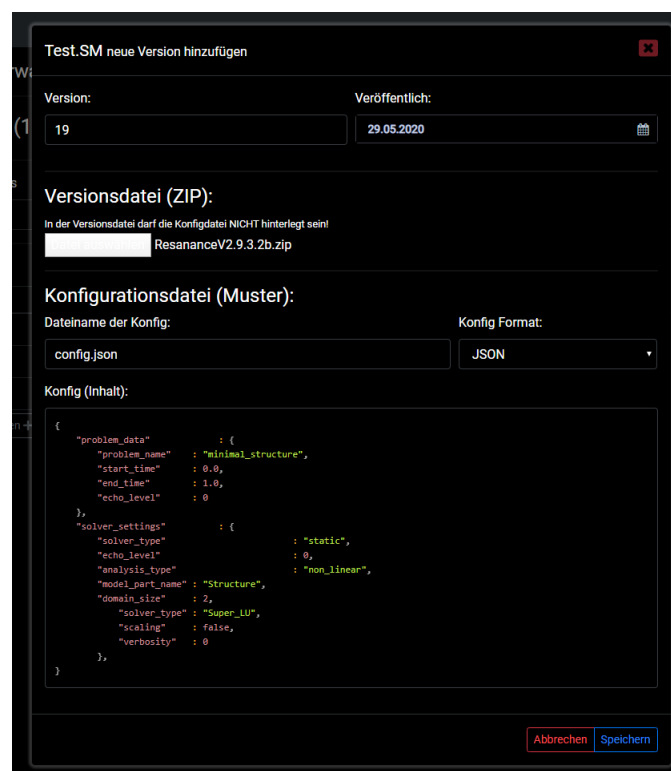 Test.SM neue Version hinzufügen
Version:
Veröffentlich:
19
29.05.2020
Versionsdatei (ZIP):
In der Versionsdatei darf die Konfigdatei NICHT hinterlegt sein!
ResananceV2.9.3.2b.zip
Konfigurationsdatei (Muster):
Dateiname der Konfig:
Konfig Format:
config.json
JSON
Konfig (Inhalt):
{
"problem_data" : {
"problem_name" : "minimal_structure",
"start_time" : 0.0,
"end_time" : 1.0,
"echo_level" : 0
},
"solver_settings" : {
"solver_type" : "static",
"echo_level" : 0,
"analysis_type" : "non_linear",
"model_part_name" : "Structure",
"domain_size" : 2,
"solver_type" : "Super_LU",
"scaling" : false,
"verbosity" : 0
},
}
Abbrechen
Speichern